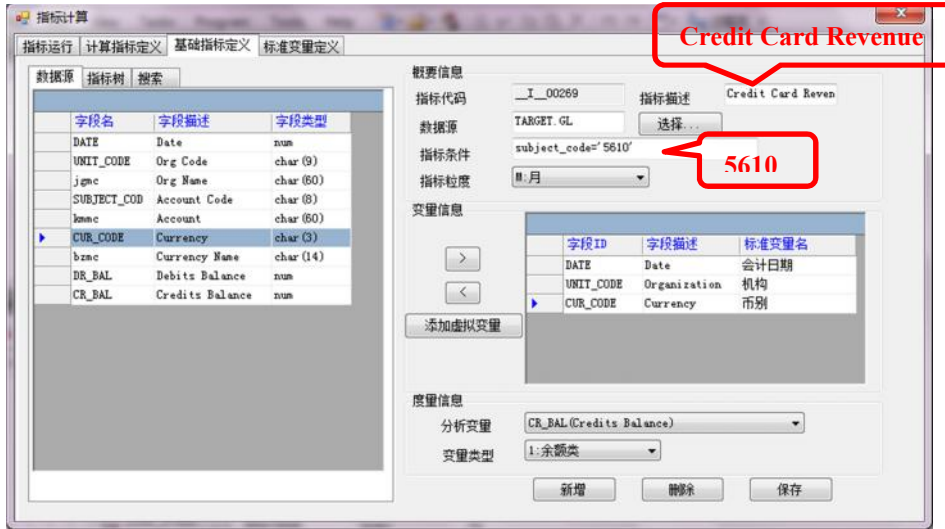 指标计算
Credit Card Revenue
指标运行 计算指标定义 基础指标定义 标准变量定义
数据源 指标树 搜索
字段名 字段描述 字段类型
DATE Date num
UNIT_CODE Org Code char (9)
jgmc Org Name char (60)
SUBJECT_COD Account Code char (8)
kmmc Account char (60)
CUR_CODE Currency char (3)
bzmc Currency Name char (14)
DR_BAL Debits Balance num
CR_BAL Credits Balance num
概要信息
指标代码 __I__00269 指标描述 Credit Card Reven
数据源 TARGET.GL 选择...
指标条件 subject_code='5610'
5610
指标粒度 M:月
变量信息
>
<
添加虚拟变量
字段ID 字段描述 标准变量名
DATE Date 会计日期
UNIT_CODE Organization 机构
CUR_CODE Currency 币别
度量信息
分析变量 CR_BAL(Credits Balance)
变量类型 1:余额类
新增 删除 保存